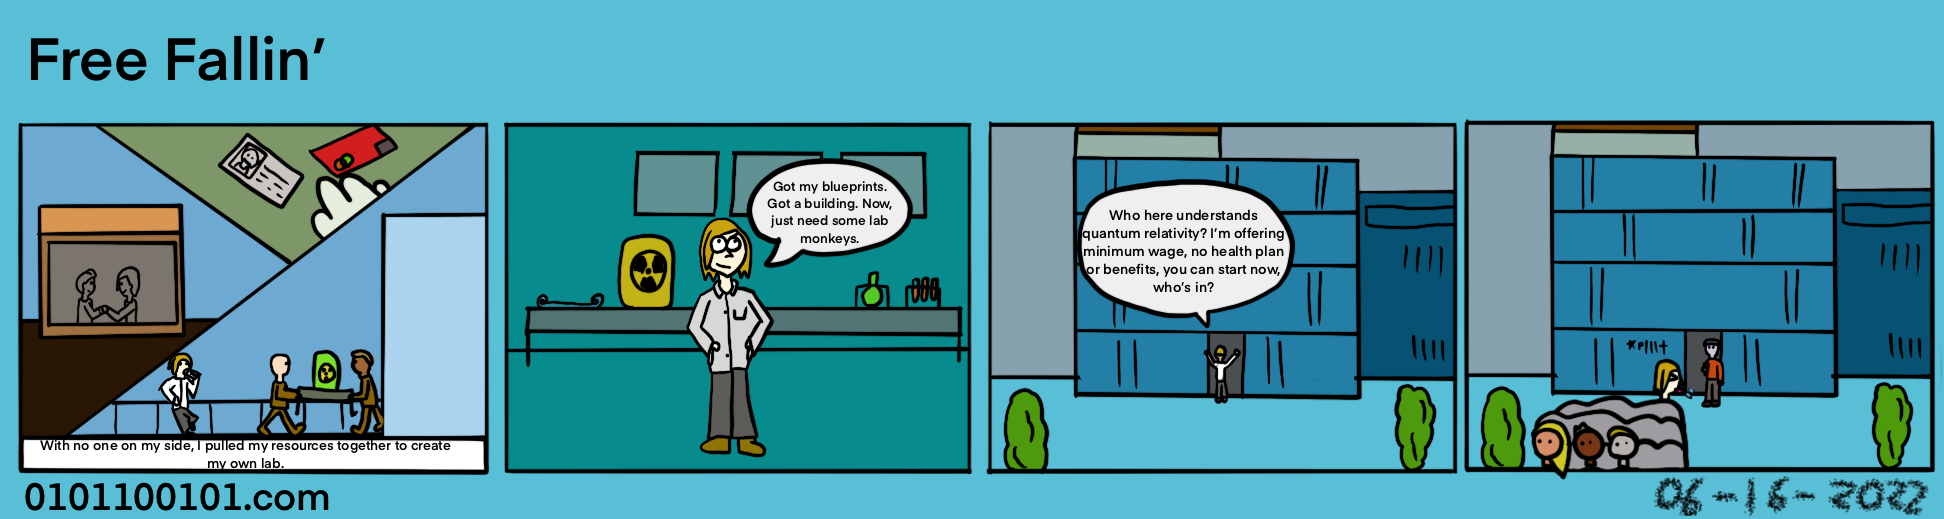 Free Fallin’
With no one on my side, I pulled my resources together to create
my own lab.
Got my blueprints.
Got a building. Now,
just need some lab
monkeys.
Who here understands
quantum relativity? I’m offering
minimum wage, no health plan
or benefits, you can start now,
who’s in?
0101100101.com
06-16-2022